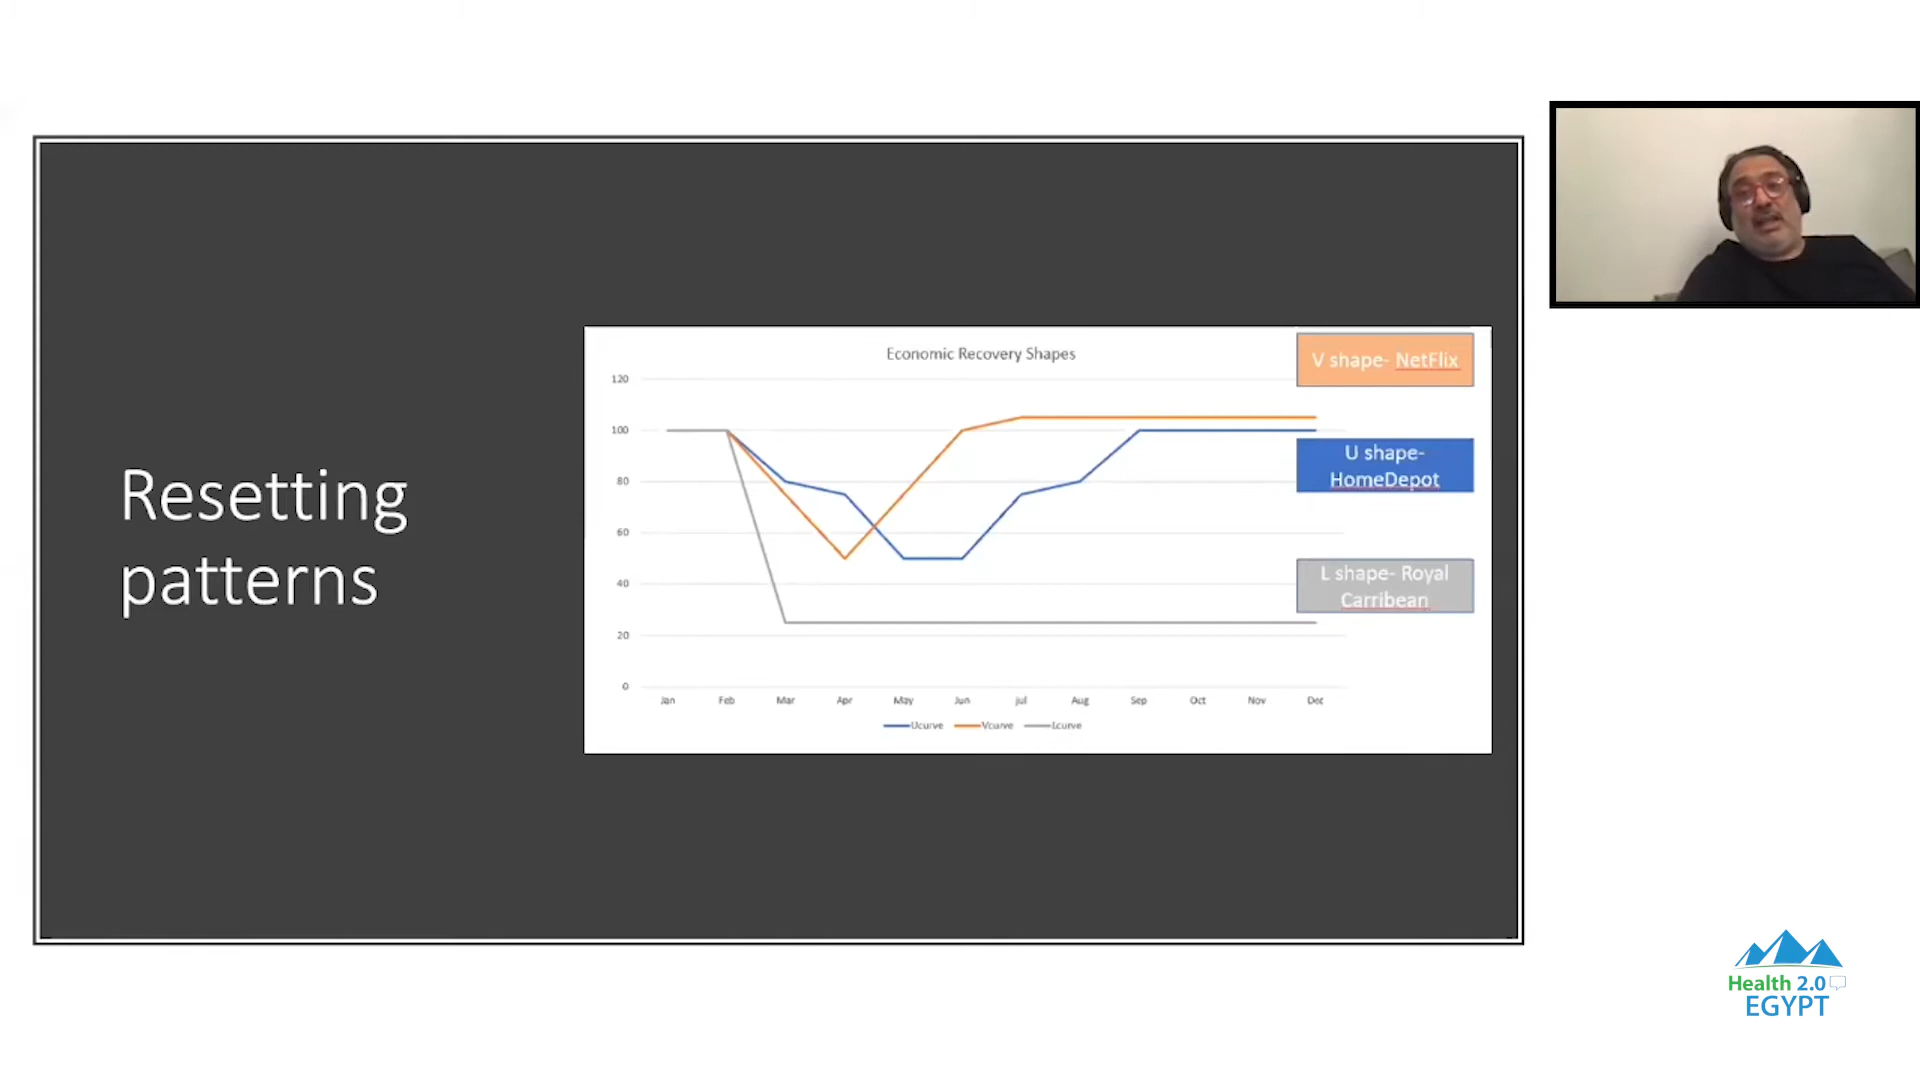 Resetting
patterns
Economic Recovery Shapes
V shape- NetFlix
U shape-
HomeDepot
L shape- Royal
Carribean
120
100
80
60
40
20
0
Jan Feb Mar Apr May Jun jul Aug Sep Oct Nov Dec
Ucurve Vcurve Lcurve
Health 2.0
EGYPT